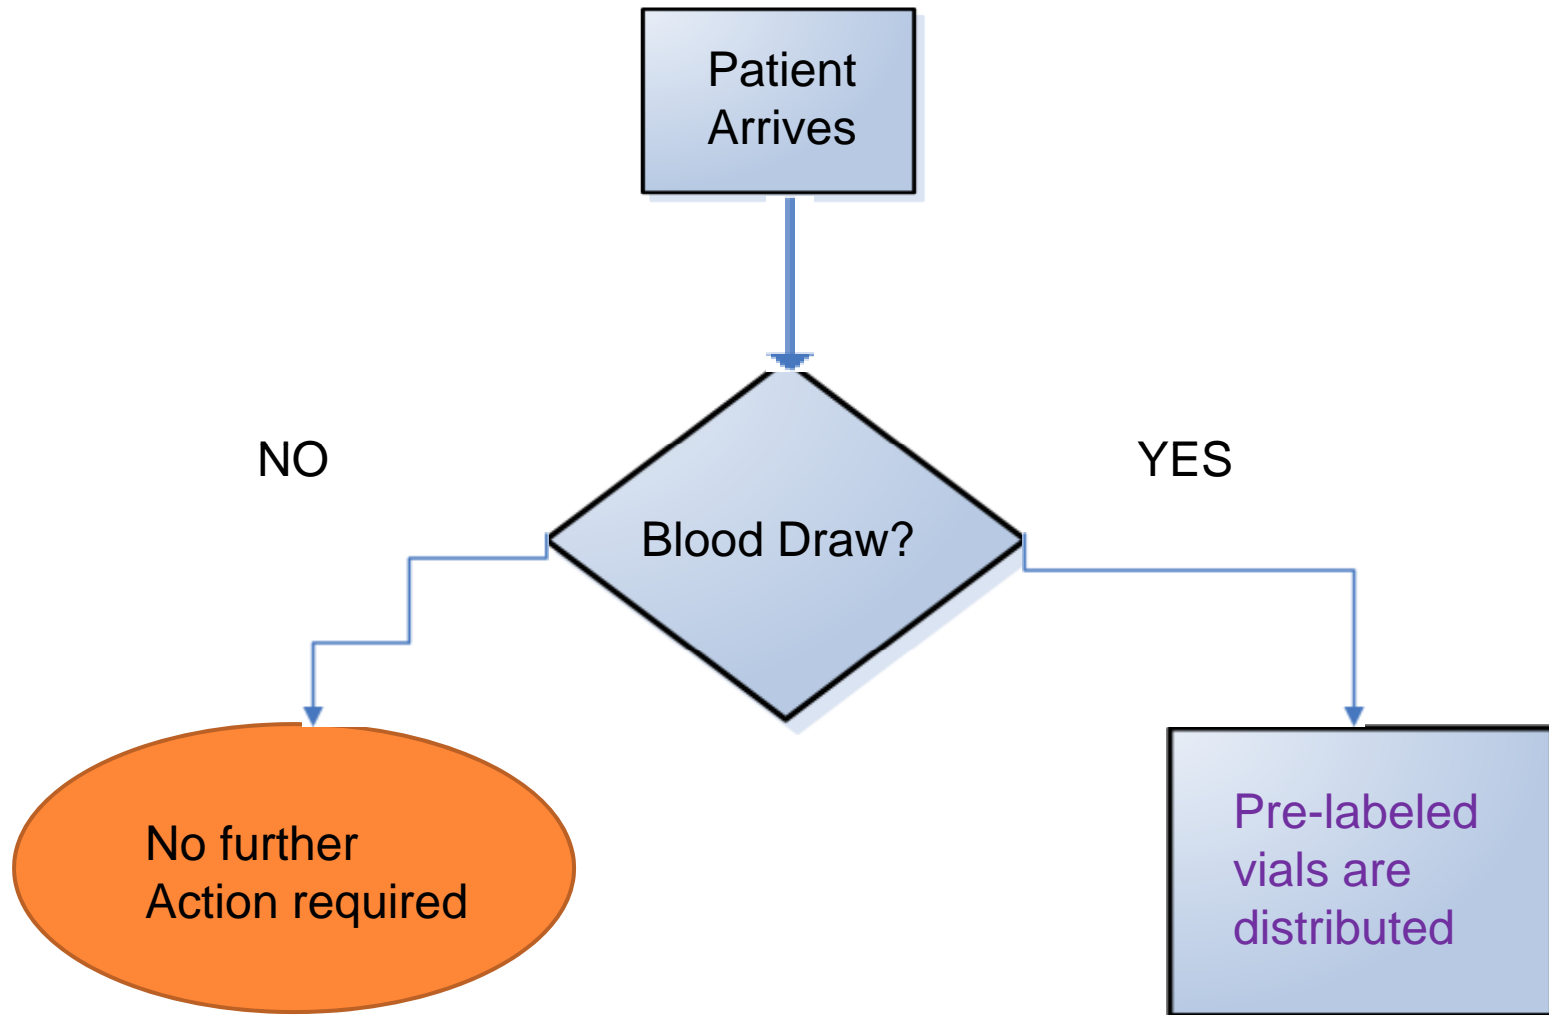 Patient
Arrives
NO
YES
Blood Draw?
No further
Action required
Pre-labeled
vials are
distributed